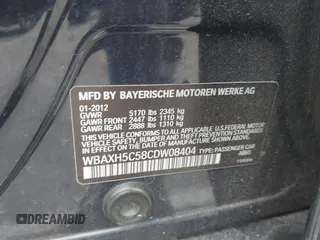 MFD BY BAYERISCHE MOTOREN WERKE AG
01-2012
GVWR 5170 lbs 2345 kg
GAWR FRONT 2447 lbs 1110 kg
GAWR REAR 2888 lbs 1310 kg
THIS VEHICLE CONFORMS TO ALL APPLICABLE U.S. FEDERAL MOTOR
VEHICLE SAFETY, BUMPER, AND THEFT PREVENTION STANDARDS
IN EFFECT ON THE DATE OF MANUFACTURE SHOWN ABOVE.
WBAXH5C58CDW08404 TYPE: PASSENGER CAR
DREAMBID